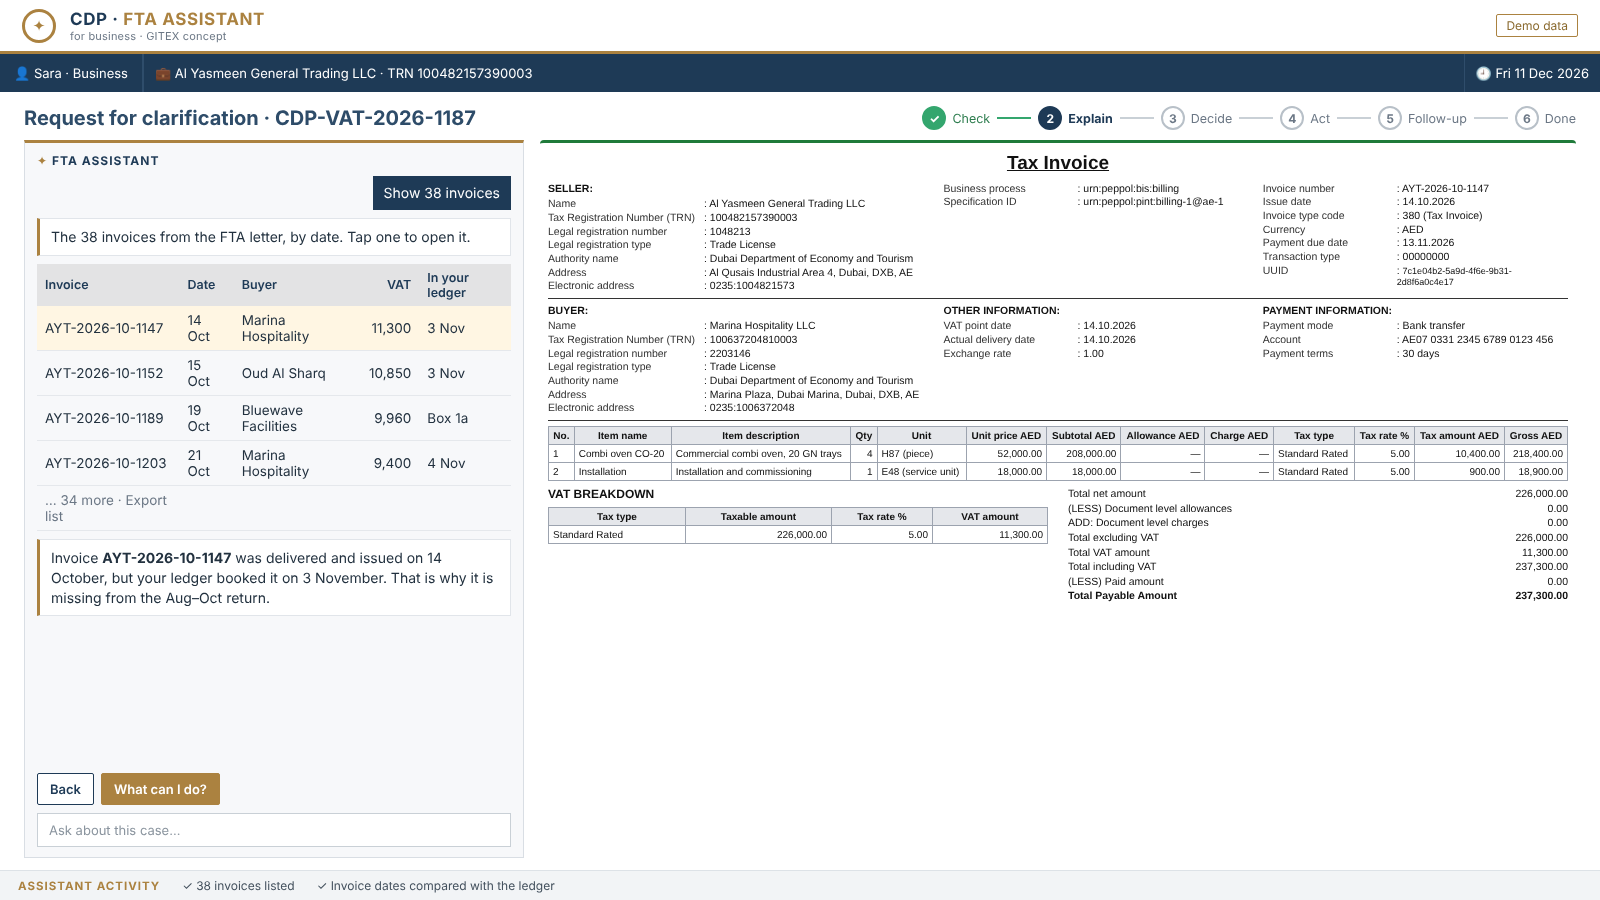 CDP · FTA ASSISTANT
for business · GITEX concept
Demo data
Sara · Business
Al Yasmeen General Trading LLC · TRN 100482157390003
Fri 11 Dec 2026
Request for clarification · CDP-VAT-2026-1187
✓ Check
2 Explain
3 Decide
4 Act
5 Follow-up
6 Done
✦ FTA ASSISTANT
Show 38 invoices
The 38 invoices from the FTA letter, by date. Tap one to open it.
Invoice Date Buyer VAT In your ledger
AYT-2026-10-1147 14 Oct Marina Hospitality 11,300 3 Nov
AYT-2026-10-1152 15 Oct Oud Al Sharq 10,850 3 Nov
AYT-2026-10-1189 19 Oct Bluewave Facilities 9,960 Box 1a
AYT-2026-10-1203 21 Oct Marina Hospitality 9,400 4 Nov
... 34 more · Export list
Invoice AYT-2026-10-1147 was delivered and issued on 14
October, but your ledger booked it on 3 November. That is why it is
missing from the Aug–Oct return.
Back
What can I do?
Ask about this case...
Tax Invoice
SELLER:
Name : Al Yasmeen General Trading LLC
Tax Registration Number (TRN) : 100482157390003
Legal registration number : 1048213
Legal registration type : Trade License
Authority name : Dubai Department of Economy and Tourism
Address : Al Qusais Industrial Area 4, Dubai, DXB, AE
Electronic address : 0235:1004821573
Business process : urn:peppol:bis:billing
Specification ID : urn:peppol:pint:billing-1@ae-1
Invoice number : AYT-2026-10-1147
Issue date : 14.10.2026
Invoice type code : 380 (Tax Invoice)
Currency : AED
Payment due date : 13.11.2026
Transaction type : 00000000
UUID : 7c1e04b2-5a9d-4f6e-9b31-
2d8f6a0c4e17
BUYER:
Name : Marina Hospitality LLC
Tax Registration Number (TRN) : 100637204810003
Legal registration number : 2203146
Legal registration type : Trade License
Authority name : Dubai Department of Economy and Tourism
Address : Marina Plaza, Dubai Marina, Dubai, DXB, AE
Electronic address : 0235:1006372048
OTHER INFORMATION:
VAT point date : 14.10.2026
Actual delivery date : 14.10.2026
Exchange rate : 1.00
PAYMENT INFORMATION:
Payment mode : Bank transfer
Account : AE07 0331 2345 6789 0123 456
Payment terms : 30 days
No. Item name Item description Qty Unit Unit price AED Subtotal AED Allowance AED Charge AED Tax type Tax rate % Tax amount AED Gross AED
1 Combi oven CO-20 Commercial combi oven, 20 GN trays 4 H87 (piece) 52,000.00 208,000.00 — — Standard Rated 5.00 10,400.00 218,400.00
2 Installation Installation and commissioning 1 E48 (service unit) 18,000.00 18,000.00 — — Standard Rated 5.00 900.00 18,900.00
VAT BREAKDOWN
Tax type Taxable amount Tax rate % VAT amount
Standard Rated 226,000.00 5.00 11,300.00
Total net amount 226,000.00
(LESS) Document level allowances 0.00
ADD: Document level charges 0.00
Total excluding VAT 226,000.00
Total VAT amount 11,300.00
Total including VAT 237,300.00
(LESS) Paid amount 0.00
Total Payable Amount 237,300.00
ASSISTANT ACTIVITY
✓ 38 invoices listed
✓ Invoice dates compared with the ledger